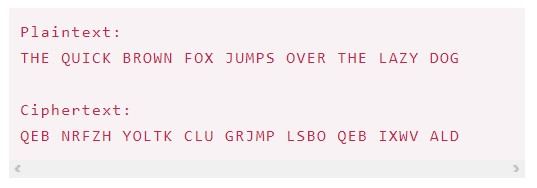 Plaintext:
THE QUICK BROWN FOX JUMPS OVER THE LAZY DOG
Ciphertext:
QEB NRFZH YOLTK CLU GRJMP LSBO QEB IXWV ALD